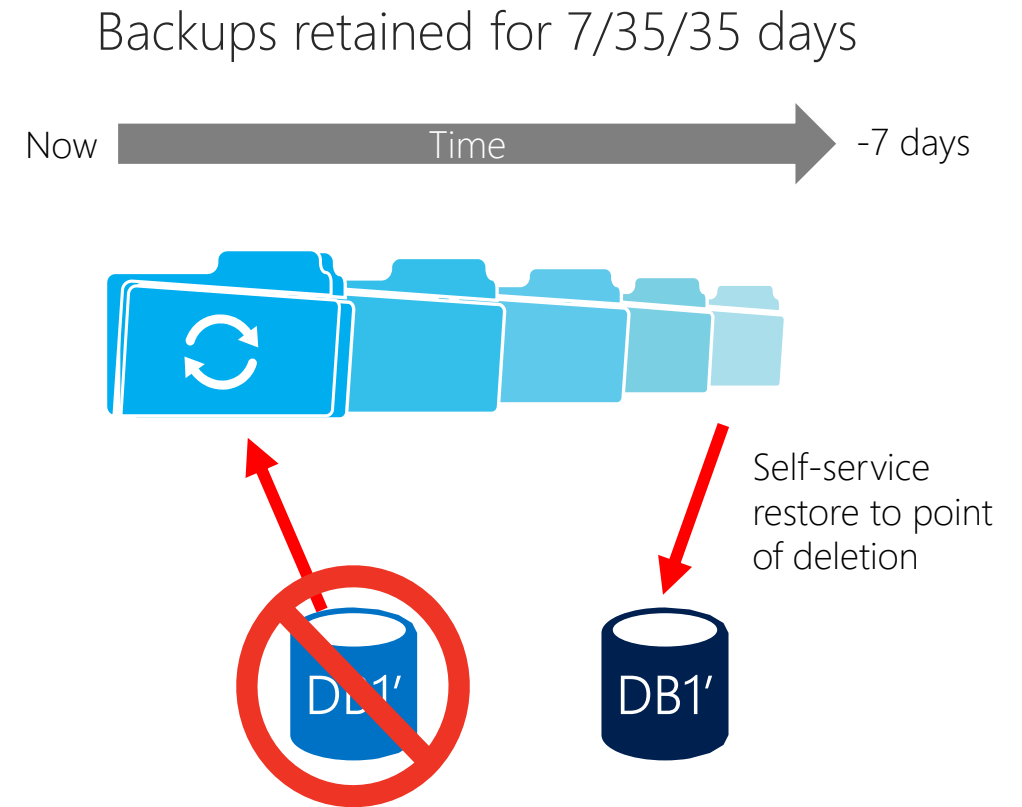 Backups retained for 7/35/35 days
Now
Time
-7 days
Self-service
restore to point
of deletion
DB1′
DB1′